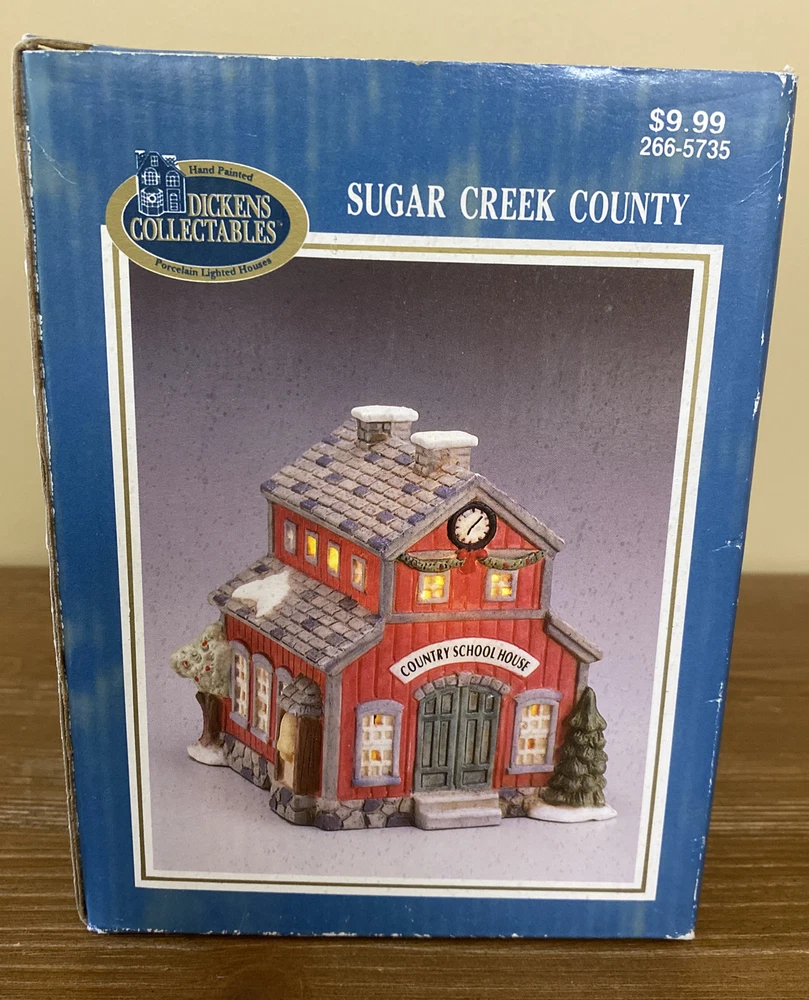 $9.99
266-5735
Hand Painted
DICKENS
COLLECTABLES
Porcelain Lighted Houses
SUGAR CREEK COUNTY
COUNTRY SCHOOL HOUSE